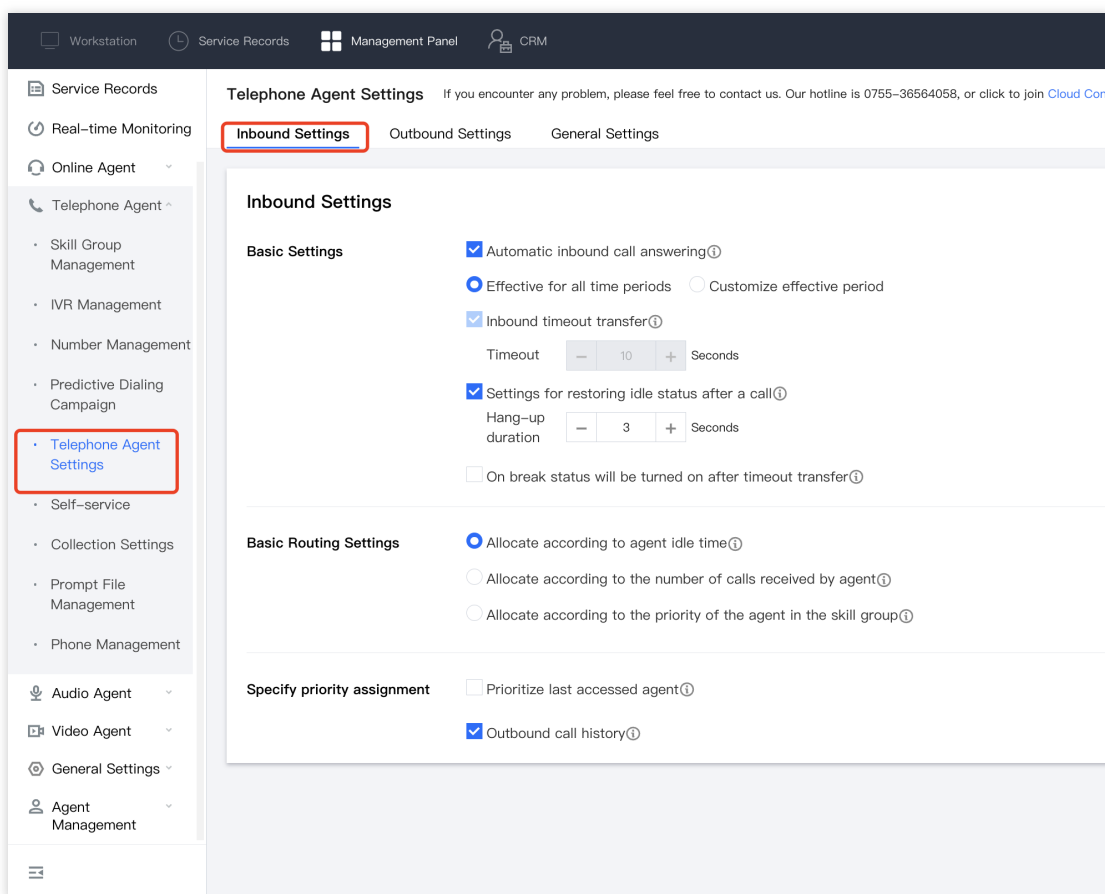 Workstation
Service Records
Management Panel
CRM
Service Records
Real-time Monitoring
Online Agent
Telephone Agent
Skill Group
Management
IVR Management
Number Management
Predictive Dialing
Campaign
Telephone Agent
Settings
Self-service
Collection Settings
Prompt File
Management
Phone Management
Audio Agent
Video Agent
General Settings
Agent
Management
Telephone Agent Settings If you encounter any problem, please feel free to contact us. Our hotline is 0755-36564058, or click to join Cloud Con
Inbound Settings Outbound Settings General Settings
Inbound Settings
Basic Settings
Automatic inbound call answering
Effective for all time periods Customize effective period
Inbound timeout transfer
Timeout − 10 + Seconds
Settings for restoring idle status after a call
Hang-up
duration − 3 + Seconds
On break status will be turned on after timeout transfer
Basic Routing Settings
Allocate according to agent idle time
Allocate according to the number of calls received by agent
Allocate according to the priority of the agent in the skill group
Specify priority assignment
Prioritize last accessed agent
Outbound call history